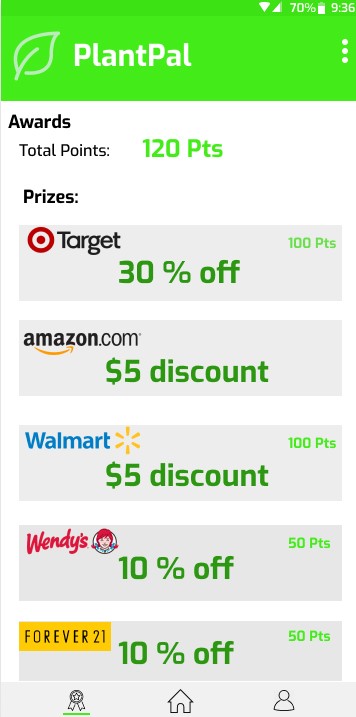 70% 9:36
PlantPal
Awards
Total Points: 120 Pts
Prizes:
Target 100 Pts
30 % off
amazon.com
$5 discount
Walmart 100 Pts
$5 discount
Wendy's 50 Pts
10 % off
FOREVER 21 50 Pts
10 % off